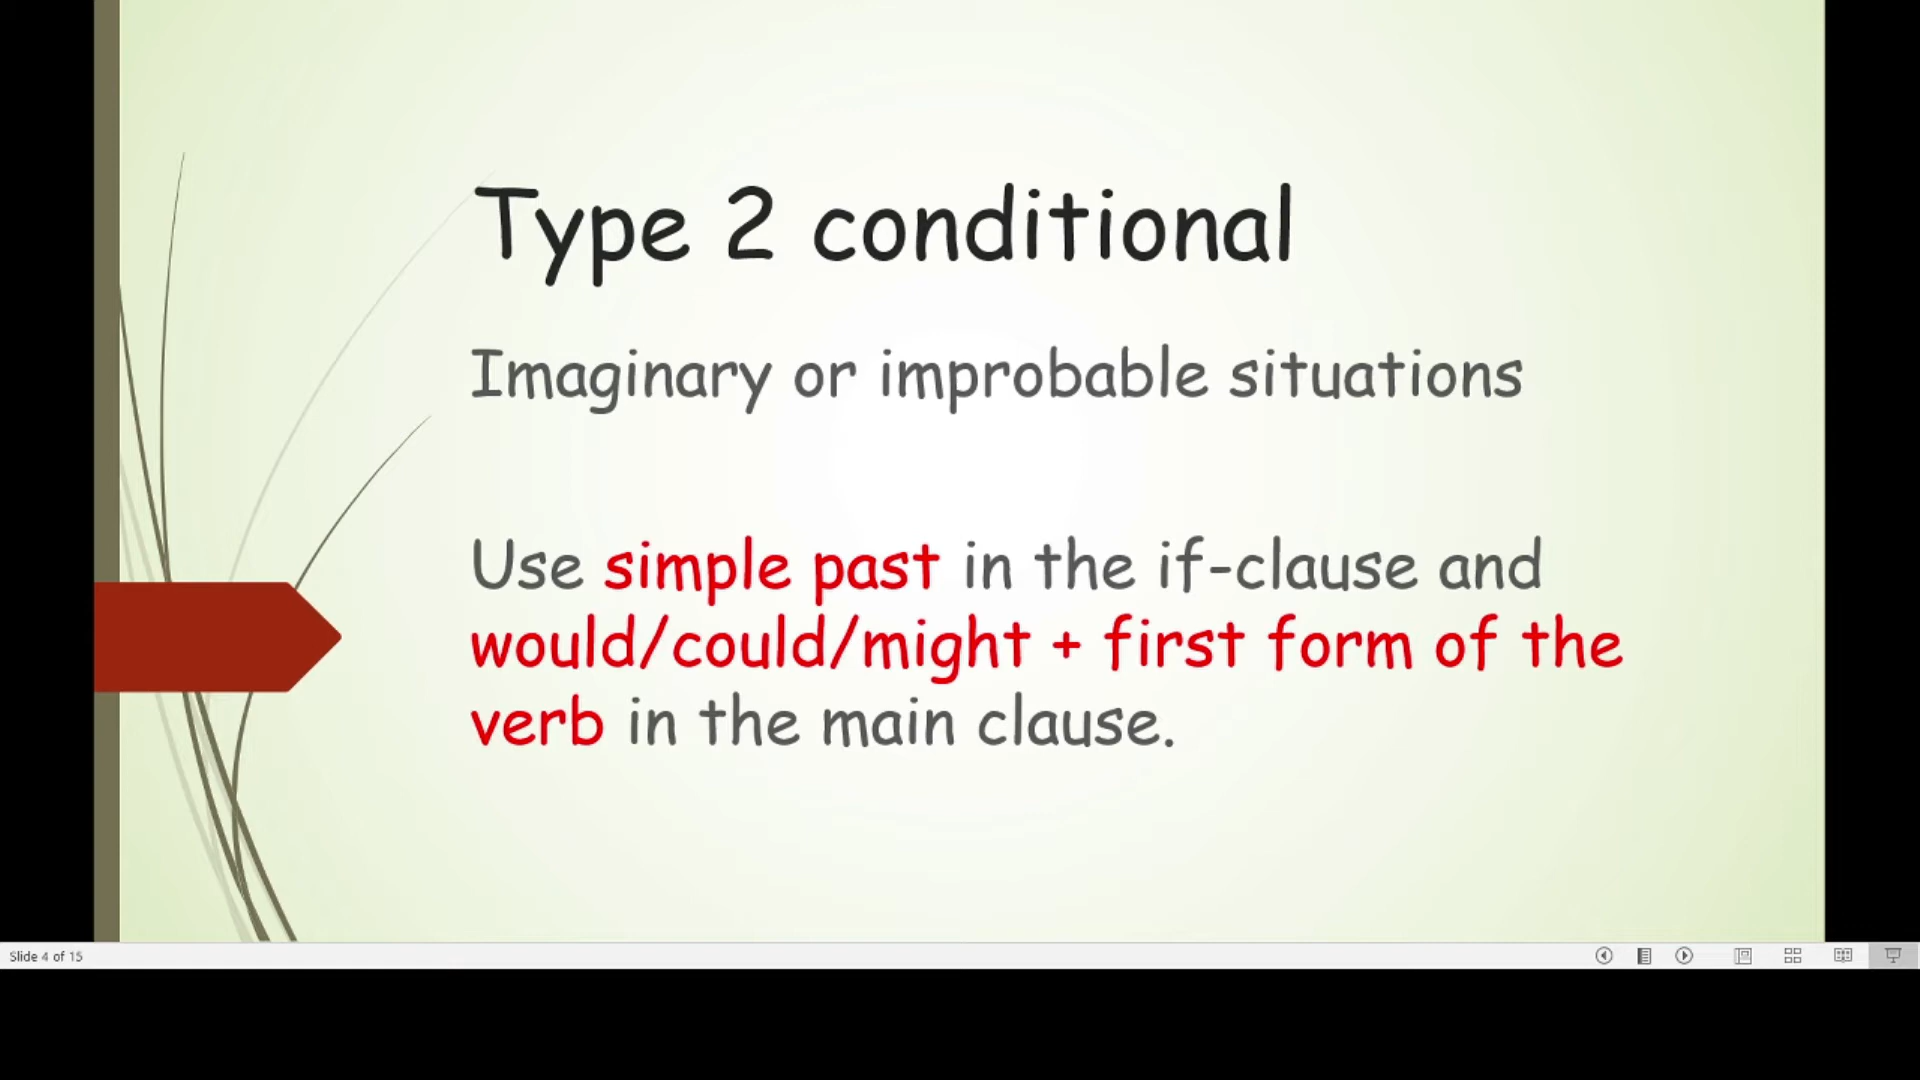 Type 2 conditional
Imaginary or improbable situations
Use simple past in the if-clause and
would/could/might + first form of the
verb in the main clause.
Slide 4 of 15